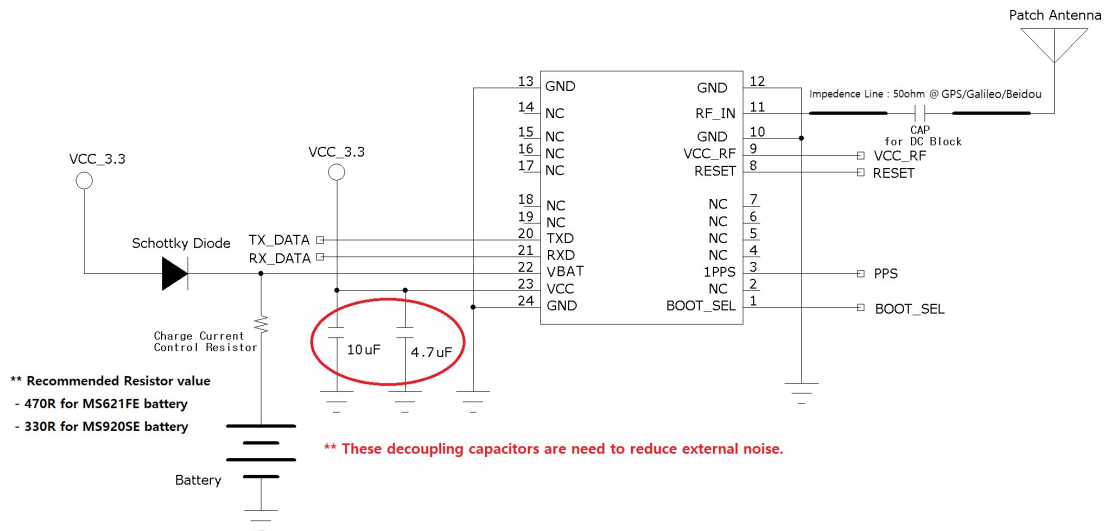 Patch Antenna
Impedence Line : 50ohm @ GPS/Galileo/Beidou
CAP
for DC Block
VCC_3.3
VCC_3.3
13 GND
14 NC
15 NC
16 NC
17 NC
18 NC
19 NC
TX_DATA 20 TXD
RX_DATA 21 RXD
22 VBAT
23 VCC
24 GND
GND 12
RF_IN 11
GND 10
VCC_RF 9 VCC_RF
RESET 8 RESET
NC 7
NC 6
NC 5
NC 4
1PPS 3 PPS
NC 2
BOOT_SEL 1 BOOT_SEL
Schottky Diode
Charge Current
Control Resistor
10uF
4.7uF
** Recommended Resistor value
- 470R for MS621FE battery
- 330R for MS920SE battery
** These decoupling capacitors are need to reduce external noise.
Battery